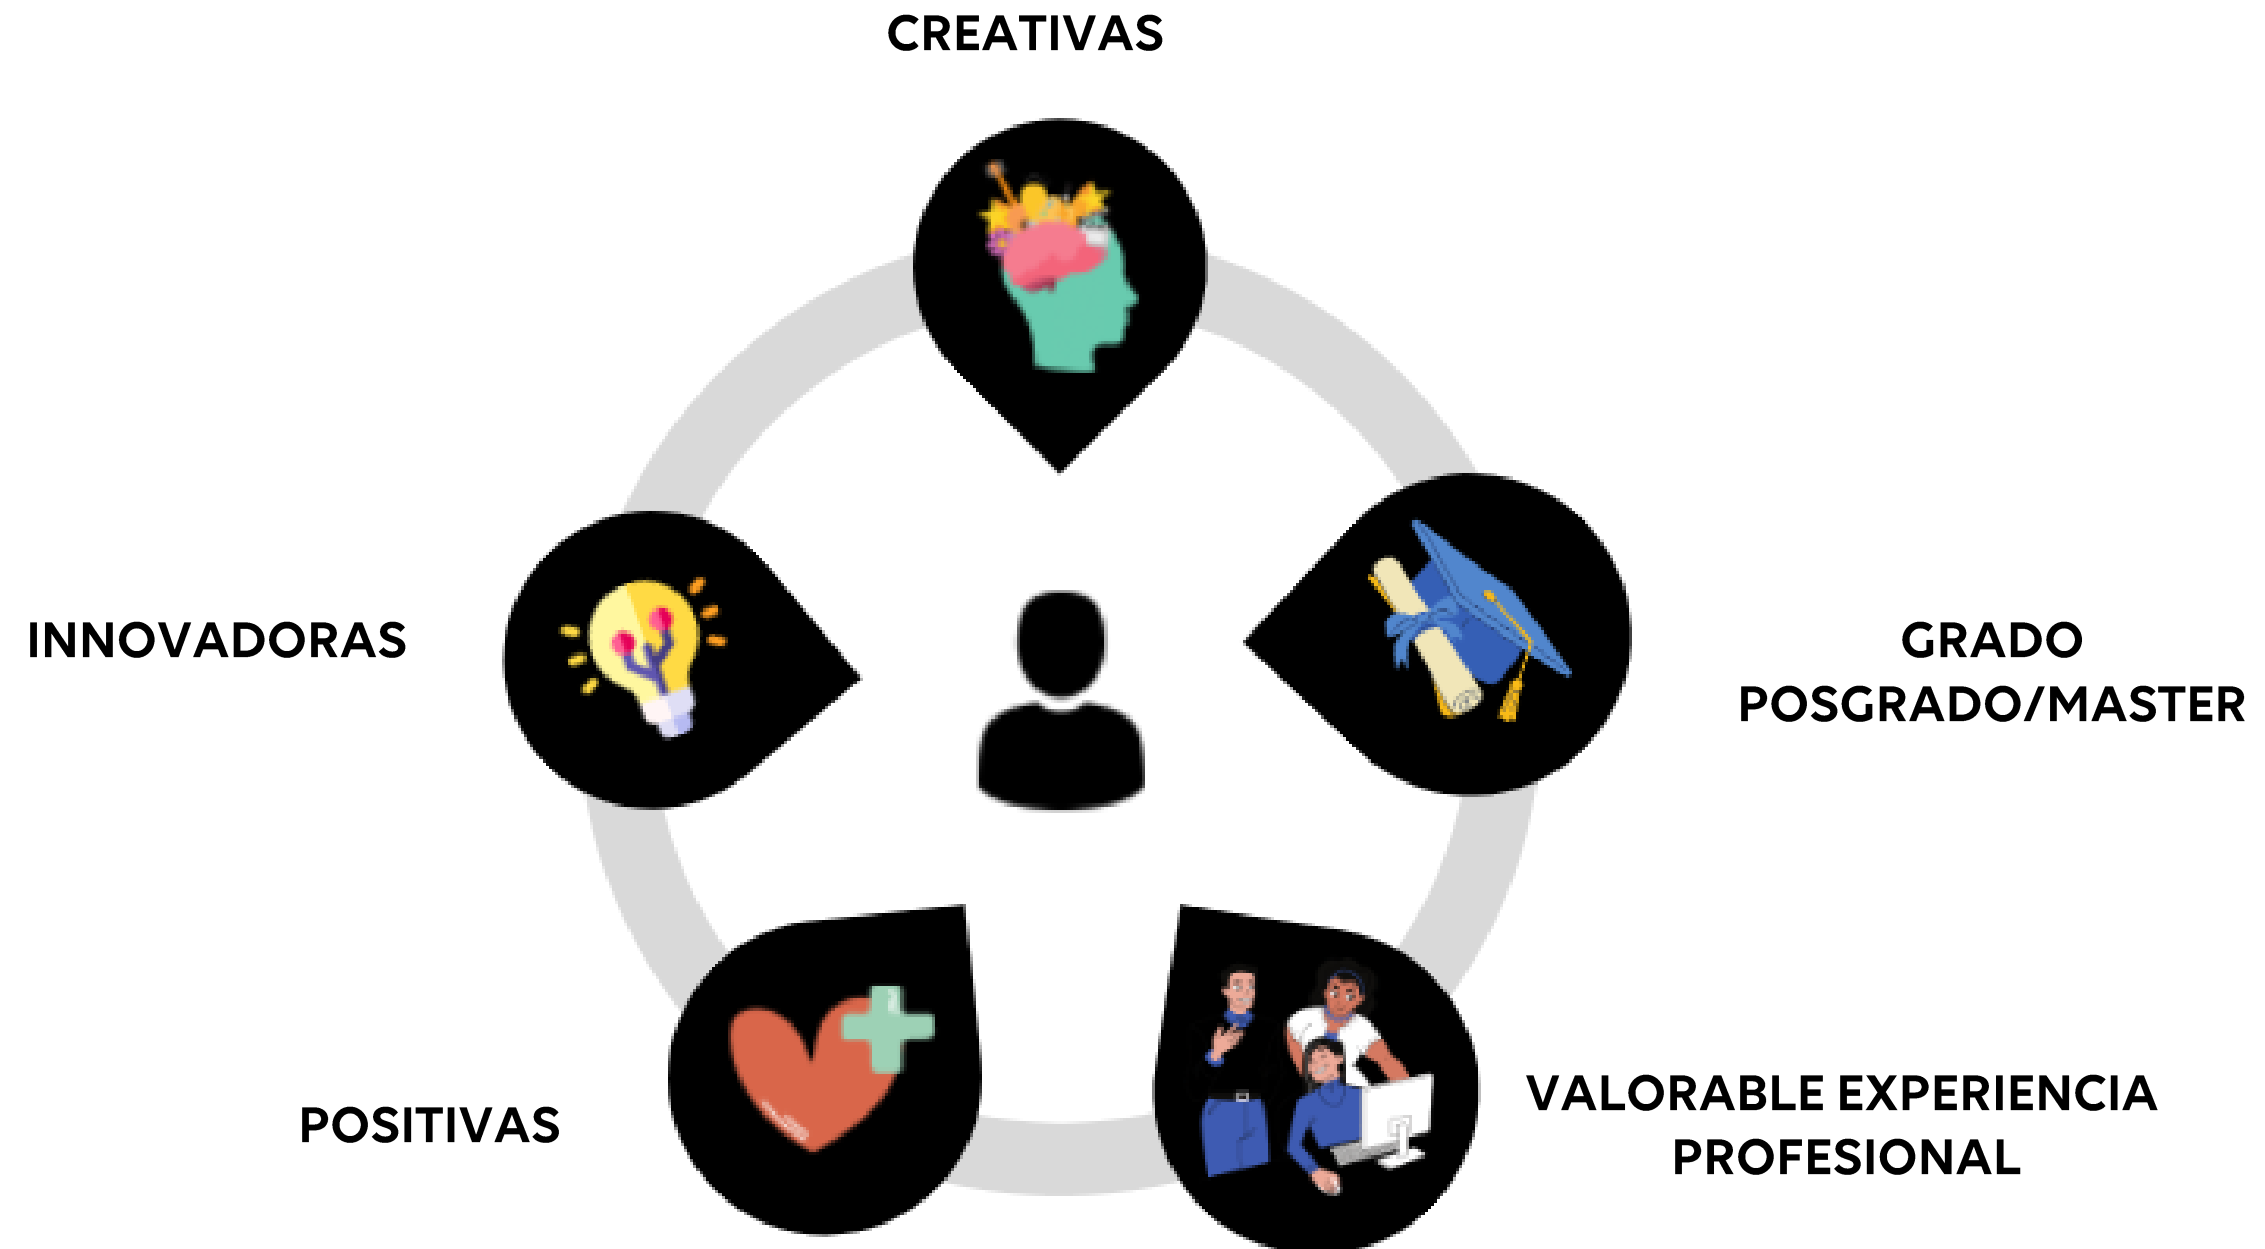 CREATIVAS
INNOVADORAS
GRADO
POSGRADO/MASTER
POSITIVAS
VALORABLE EXPERIENCIA
PROFESIONAL